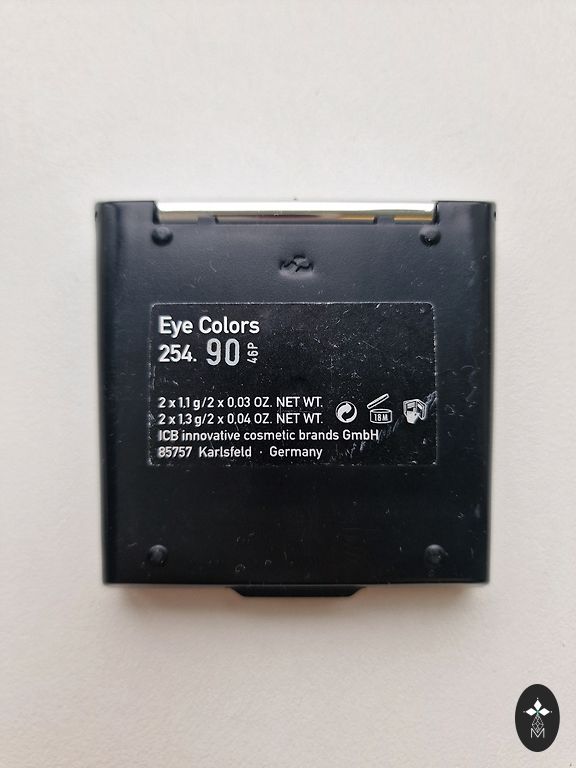 Eye Colors
254. 90 46P
2 x 1.1 g/2 x 0.03 OZ. NET WT.
2 x 1.3 g/2 x 0.04 OZ. NET WT.
18M
ICB innovative cosmetic brands GmbH
85757 Karlsfeld · Germany
M